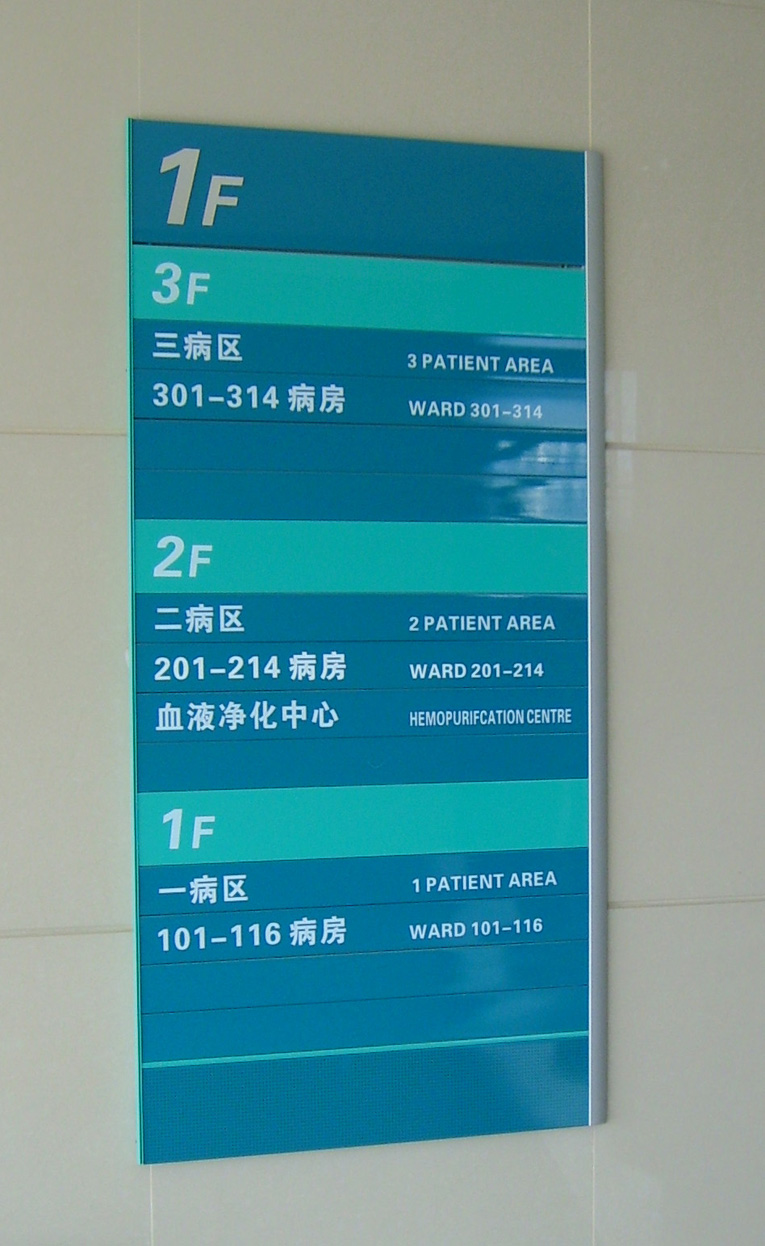 1F
3F
三病区 3 PATIENT AREA
301-314 病房 WARD 301-314
2F
二病区 2 PATIENT AREA
201-214 病房 WARD 201-214
血液净化中心 HEMOPURIFCATION CENTRE
1F
一病区 1 PATIENT AREA
101-116 病房 WARD 101-116